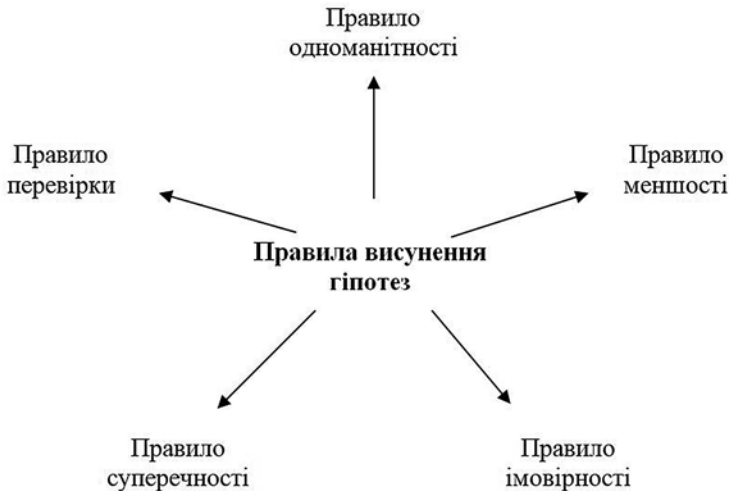 Правило
одноманітності
Правило
перевірки
Правило
меншості
Правила висунення
гіпотез
Правило
суперечності
Правило
імовірності